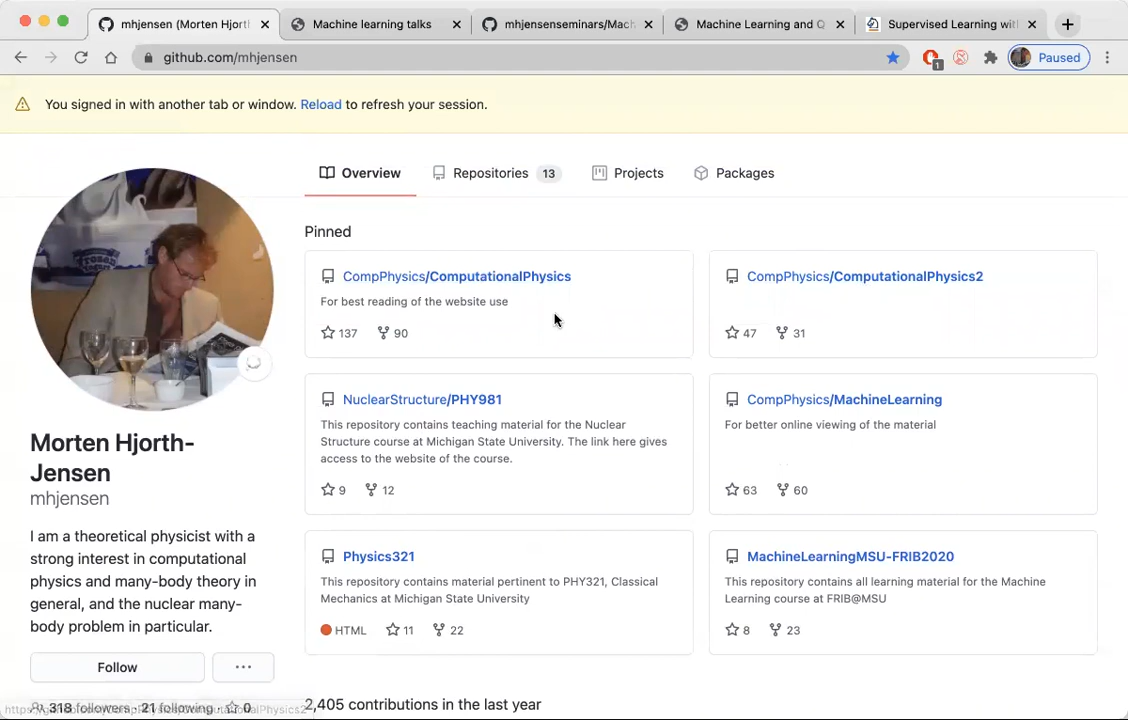 mhjensen (Morten Hjort
Machine learning talks
mhjensenseminars/Mach
Machine Learning and Q
Supervised Learning wit
github.com/mhjensen
1
Paused
You signed in with another tab or window. Reload to refresh your session.
Overview
Repositories 13
Projects
Packages
Pinned
CompPhysics/ComputationalPhysics
For best reading of the website use
137 90
CompPhysics/ComputationalPhysics2
47 31
NuclearStructure/PHY981
This repository contains teaching material for the Nuclear
Structure course at Michigan State University. The link here gives
access to the website of the course.
9 12
CompPhysics/MachineLearning
For better online viewing of the material
63 60
Physics321
This repository contains material pertinent to PHY321, Classical
Mechanics at Michigan State University
HTML 11 22
MachineLearningMSU-FRIB2020
This repository contains all learning material for the Machine
Learning course at FRIB@MSU
8 23
2,405 contributions in the last year
Morten Hjorth-
Jensen
mhjensen
I am a theoretical physicist with a
strong interest in computational
physics and many-body theory in
general, and the nuclear many-
body problem in particular.
Follow
...
318 followers · 21 following · 0
https://github.com/CompPhysics/ComputationalPhysics2